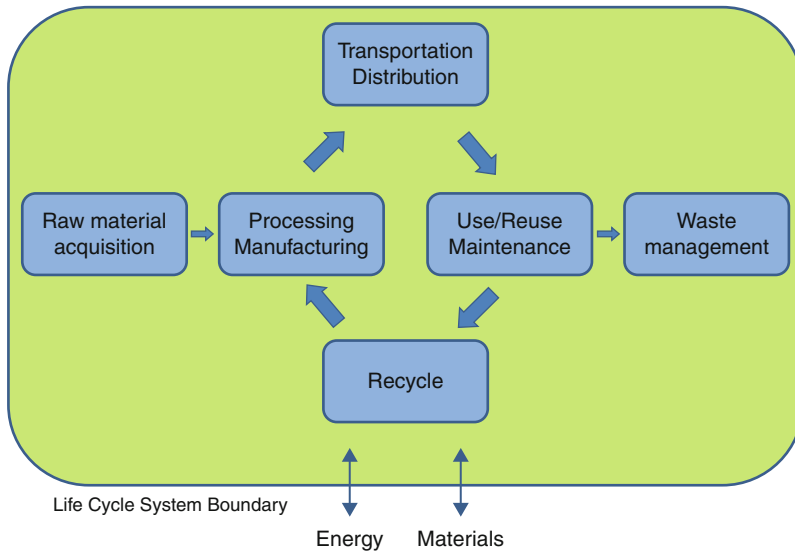 Transportation
Distribution
Raw material
acquisition
Processing
Manufacturing
Use/Reuse
Maintenance
Waste
management
Recycle
Life Cycle System Boundary
Energy
Materials